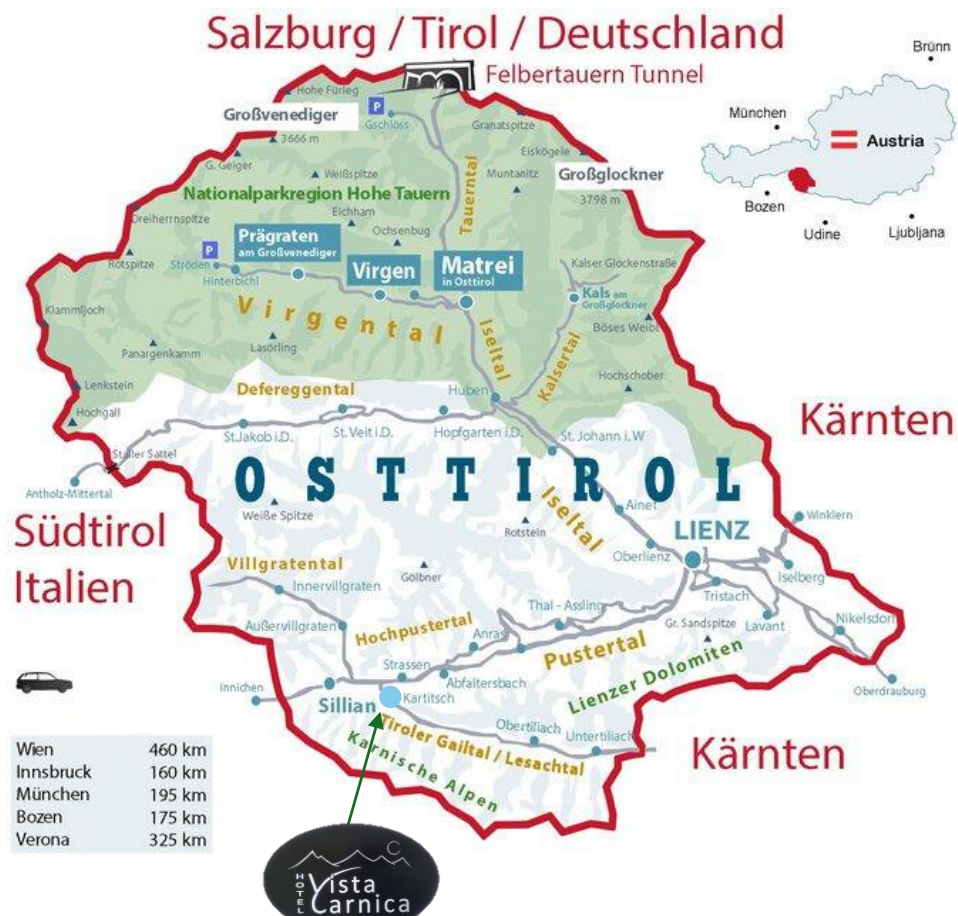 Salzburg / Tirol / Deutschland
Felbertauern Tunnel
Brünn
München
Austria
Bozen
Udine
Ljubljana
Hohe Fürleg
P
Gschlöss
Großvenediger
3666 m
Granatspitze
G. Geiger
Weißspitze
Eiskögele
Muntanitz
Großglockner
3798 m
Nationalparkregion Hohe Tauern
Tauerntal
Dreiherrnspitze
Eichham
Ochsenbug
Prägraten
am Großvenediger
Virgen
Matrei
in Osttirol
P
Rötspitze
Ströden
Hinterbichl
Kalser Glocknerstraße
Kals am
Großglockner
Virgental
Klammljoch
Iseltal
Kalsertal
Böses Weibl
Panargenkamm
Lasörling
Lenkstein
Defereggental
Huben
Hochschober
Hochgall
Kärnten
St.Jakob i.D.
St. Veit i.D.
Hopfgarten i.D.
St. Johann i.W
Staller Sattel
Antholz-Mittertal
OSTTIROL
Südtirol
Italien
Weiße Spitze
Rotstein
Iseltal
Ainet
Winklern
LIENZ
Oberlienz
Iselsberg
Villgratental
Gölbner
Innervillgraten
Tristach
Thal - Assling
Nikelsdorf
Lavant
Außervillgraten
Hochpustertal
Anras
Gr. Sandspitze
Pustertal
Strassen
Abfaltersbach
Lienzer Dolomiten
Oberdrauburg
Innichen
Sillian
Kartitsch
Obertilliach
Untertilliach
Tiroler Gailtal / Lesachtal
Karnische Alpen
Kärnten
Wien 460 km
Innsbruck 160 km
München 195 km
Bozen 175 km
Verona 325 km
HOTEL
Vista
Carnica